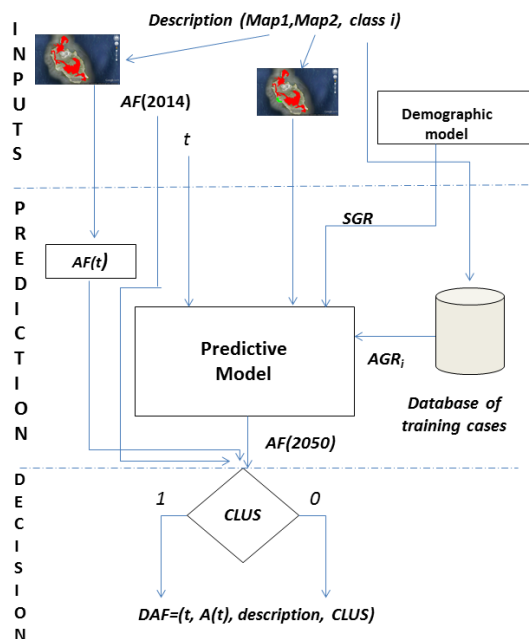 Description (Map1,Map2, class i)
INPUTS
AF(2014)
t
Demographic
model
PREDICTION
SGR
AF(t)
Predictive
Model
AGRi
Database of
training cases
AF(2050)
DECISION
1
0
CLUS
DAF=(t, A(t), description, CLUS)